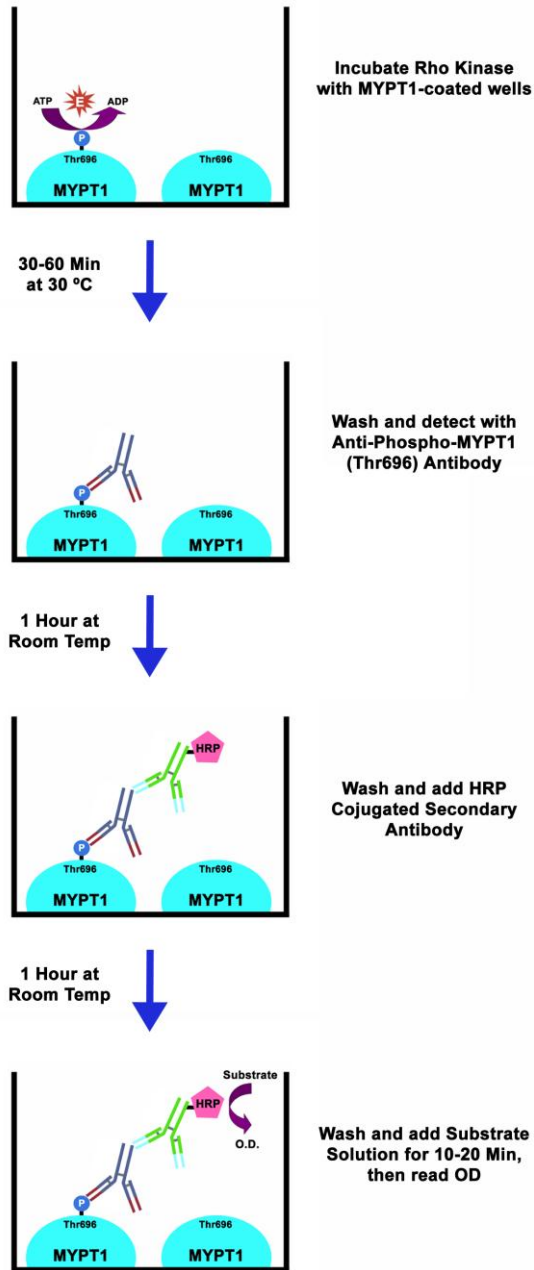 Incubate Rho Kinase
with MYPT1-coated wells
ATP
E
ADP
P
Thr696
Thr696
MYPT1
MYPT1
30-60 Min
at 30 ºC
Wash and detect with
Anti-Phospho-MYPT1
(Thr696) Antibody
P
Thr696
Thr696
MYPT1
MYPT1
1 Hour at
Room Temp
HRP
Wash and add HRP
Cojugated Secondary
Antibody
P
Thr696
Thr696
MYPT1
MYPT1
1 Hour at
Room Temp
Substrate
HRP
O.D.
Wash and add Substrate
Solution for 10-20 Min,
then read OD
P
Thr696
Thr696
MYPT1
MYPT1